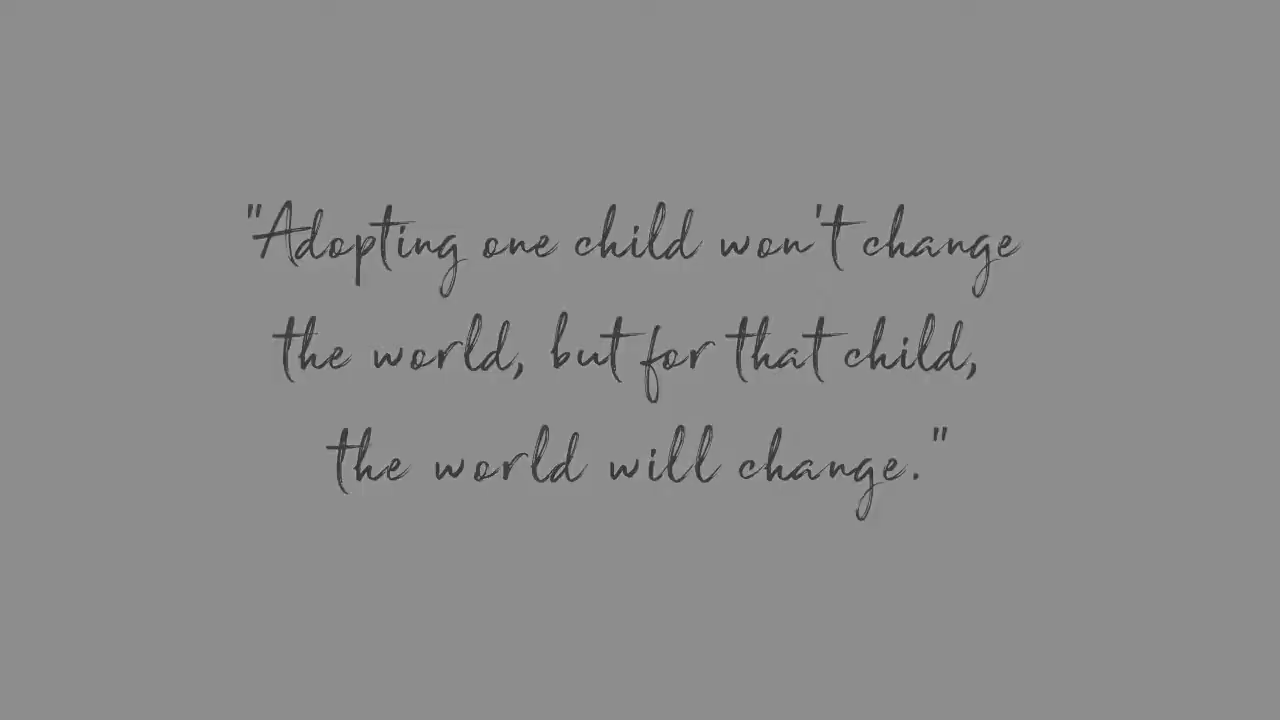 "Adopting one child won't change
the world, but for that child,
the world will change."